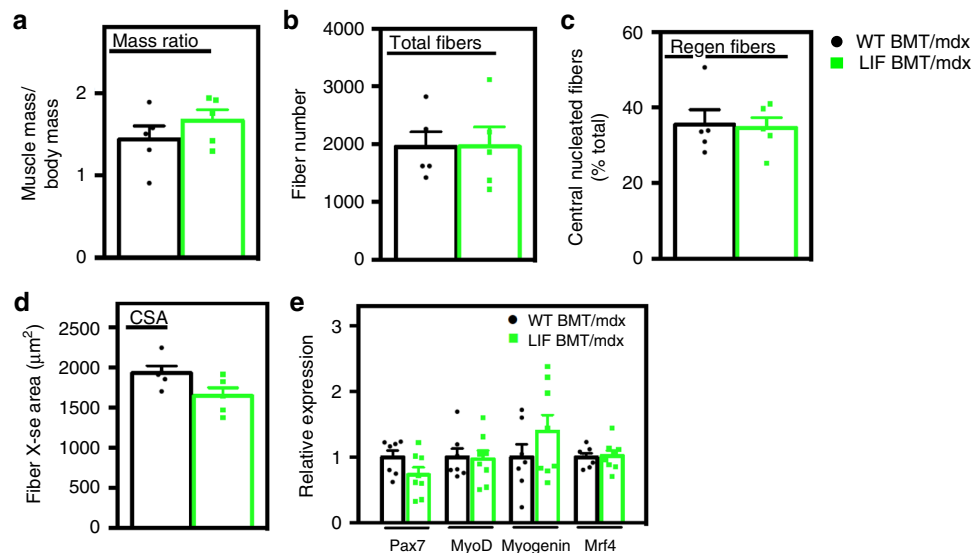 a
Mass ratio
Muscle mass/
body mass
2
1
0
b
Total fibers
Fiber number
4000
3000
2000
1000
0
c
Regen fibers
Central nucleated fibers
(% total)
60
40
20
0
WT BMT/mdx
LIF BMT/mdx
d
CSA
Fiber X-se area (μm²)
2500
2000
1500
1000
500
0
e
WT BMT/mdx
LIF BMT/mdx
Relative expression
3
2
1
0
Pax7 MyoD Myogenin Mrf4